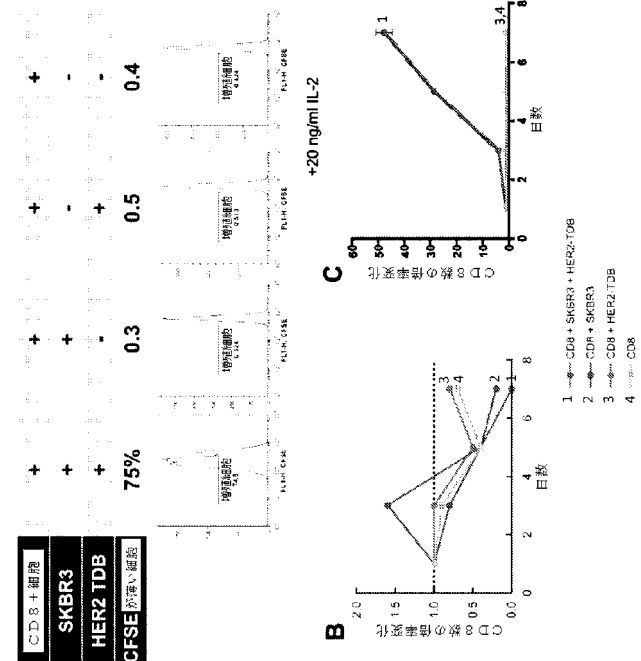 CD8+細胞 + + + +
SKBR3 + + - -
HER2 TDB + - + -
CFSEが薄い細胞 75% 0.3 0.5 0.4
増殖細胞 増殖細胞 増殖細胞 増殖細胞
FL1-H, CFSE FL1-H, CFSE FL1-H, CFSE FL1-H, CFSE
B
CD8数の倍率変化
2.0
1.5
1.0
0.5
0.0
0 2 4 6 8
日数
3
4
2
1
C
+20 ng/ml IL-2
CD8数の倍率変化
60
50
40
30
20
10
0
0 2 4 6 8
日数
1
3,4
1 CD8 + SKBR3 + HER2-TDB
2 CD8 + SKBR3
3 CD8 + HER2-TDB
4 CD8